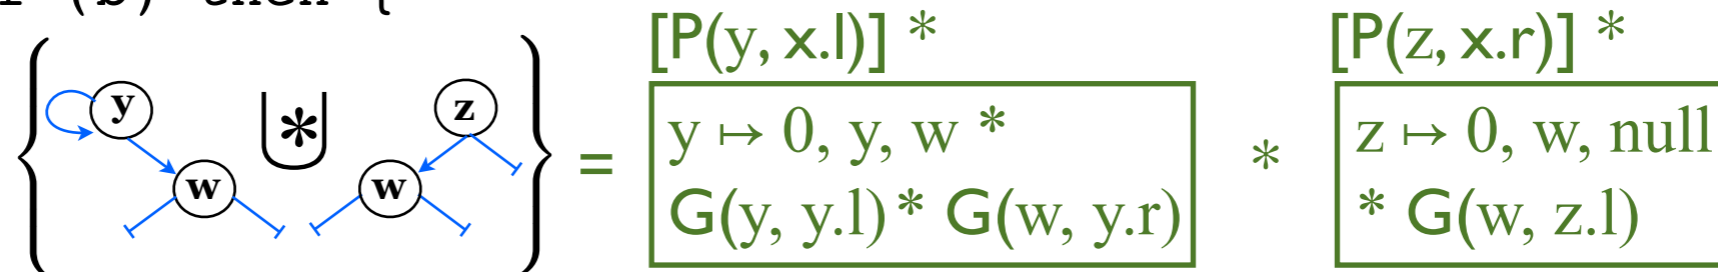 [P(y, x.l)] *
[P(z, x.r)] *
{ y w ⊎* z w } =
y ↦ 0, y, w *
G(y, y.l) * G(w, y.r)
*
z ↦ 0, w, null
* G(w, z.l)